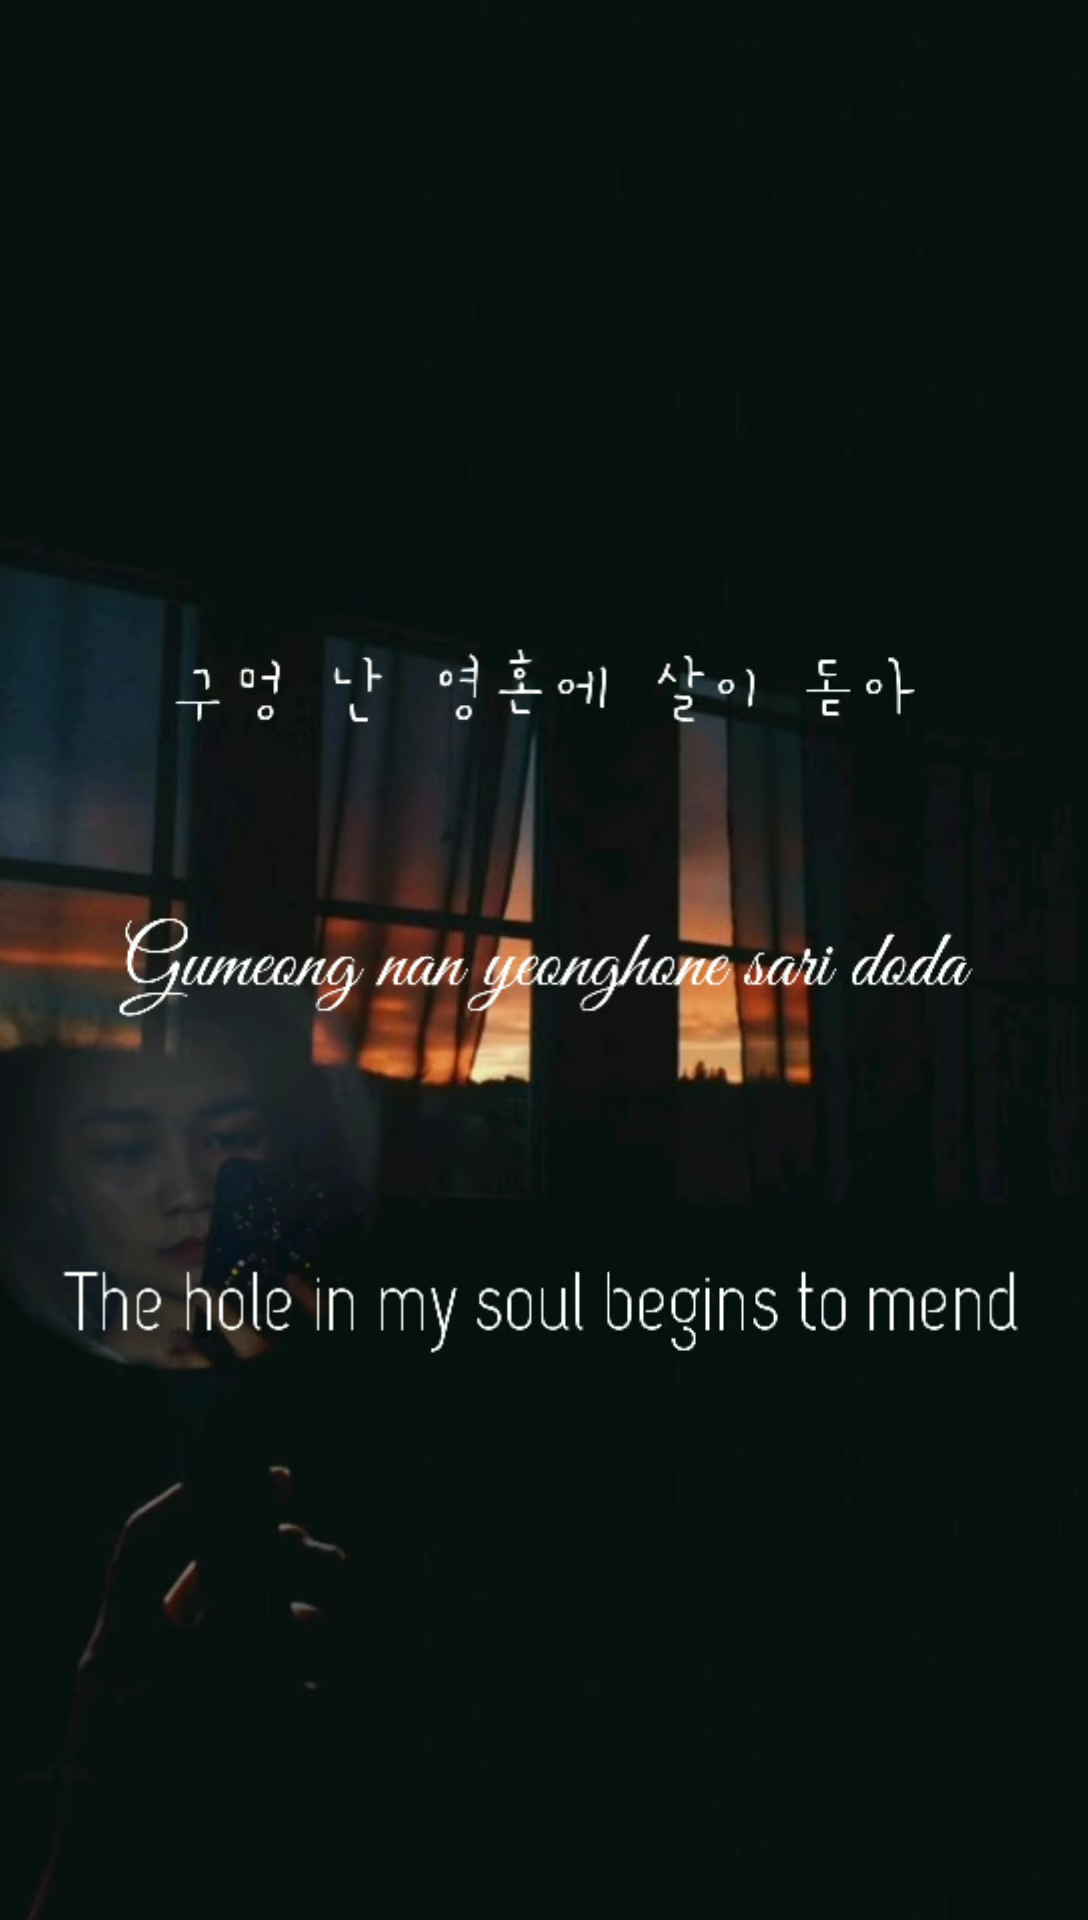 구멍 난 영혼에 살이 돋아
Gumeong nan yeonghone sari doda
The hole in my soul begins to mend